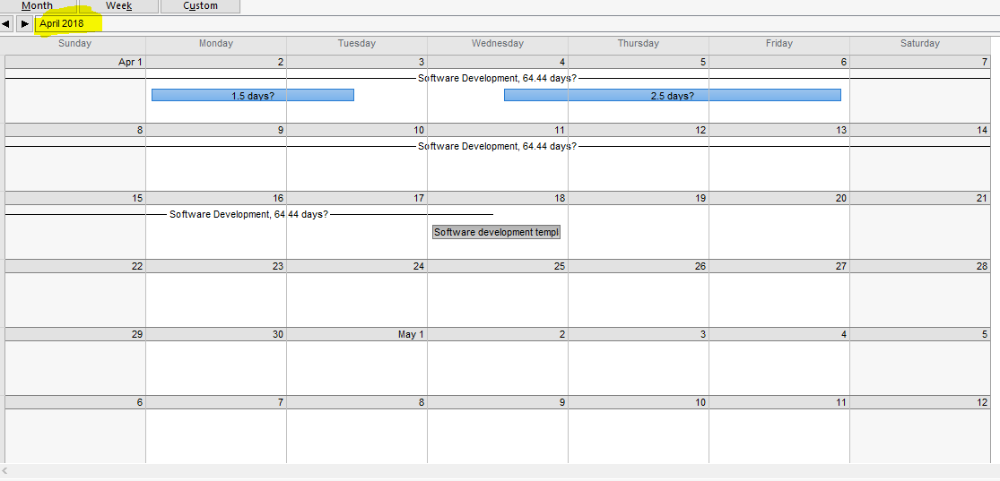 Month Week Custom
April 2018
Sunday Monday Tuesday Wednesday Thursday Friday Saturday
Apr 1 2 3 4 5 6 7
Software Development, 64.44 days?
1.5 days? 2.5 days?
8 9 10 11 12 13 14
Software Development, 64.44 days?
15 16 17 18 19 20 21
Software Development, 64.44 days?
Software development templ
22 23 24 25 26 27 28
29 30 May 1 2 3 4 5
6 7 8 9 10 11 12